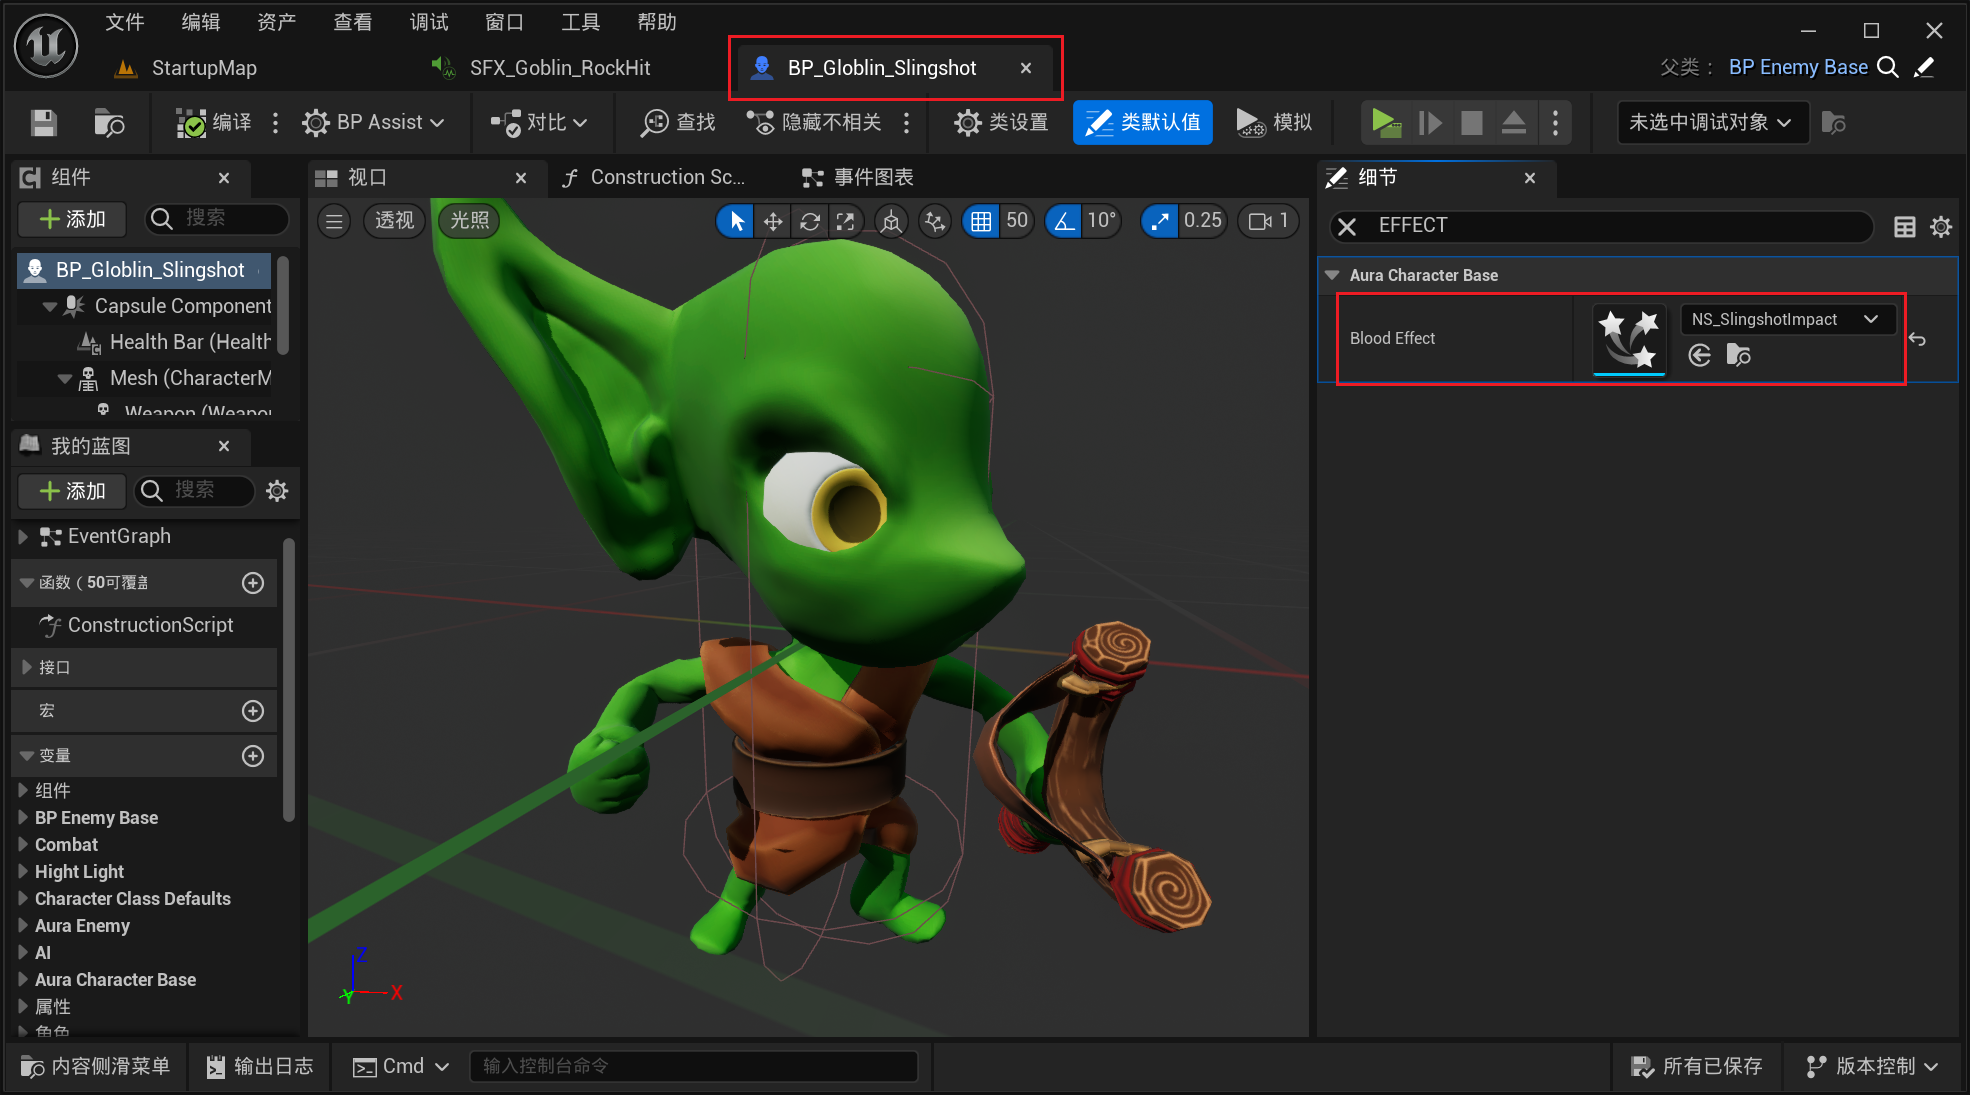 文件 编辑 资产 查看 调试 窗口 工具 帮助
StartupMap SFX_Goblin_RockHit BP_Globlin_Slingshot 父类： BP Enemy Base
编译 BP Assist 对比 查找 隐藏不相关 类设置 类默认值 模拟 未选中调试对象
组件 视口 Construction Sc... 事件图表 细节
添加 搜索 透视 光照 50 10° 0.25 1 EFFECT
BP_Globlin_Slingshot
Capsule Component
Health Bar (Health
Mesh (CharacterM
Weapon (Weapon
Aura Character Base
Blood Effect NS_SlingshotImpact
我的蓝图
添加 搜索
EventGraph
函数（50可覆盖
ConstructionScript
接口
宏
变量
组件
BP Enemy Base
Combat
Hight Light
Character Class Defaults
Aura Enemy
AI
Aura Character Base
属性
角色
Z
Y X
内容侧滑菜单 输出日志 Cmd 输入控制台命令 所有已保存 版本控制